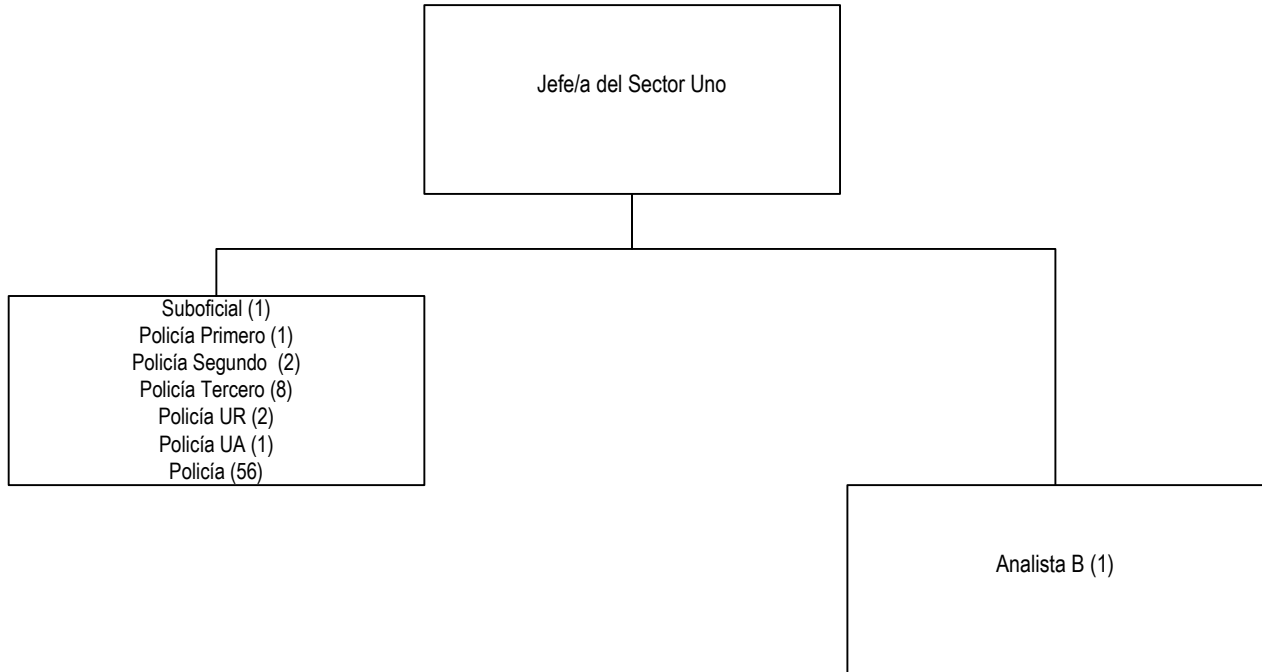 Jefe/a del Sector Uno
Suboficial (1)
Policía Primero (1)
Policía Segundo  (2)
Policía Tercero (8)
Policía UR (2)
Policía UA (1)
Policía (56)
Analista B (1)